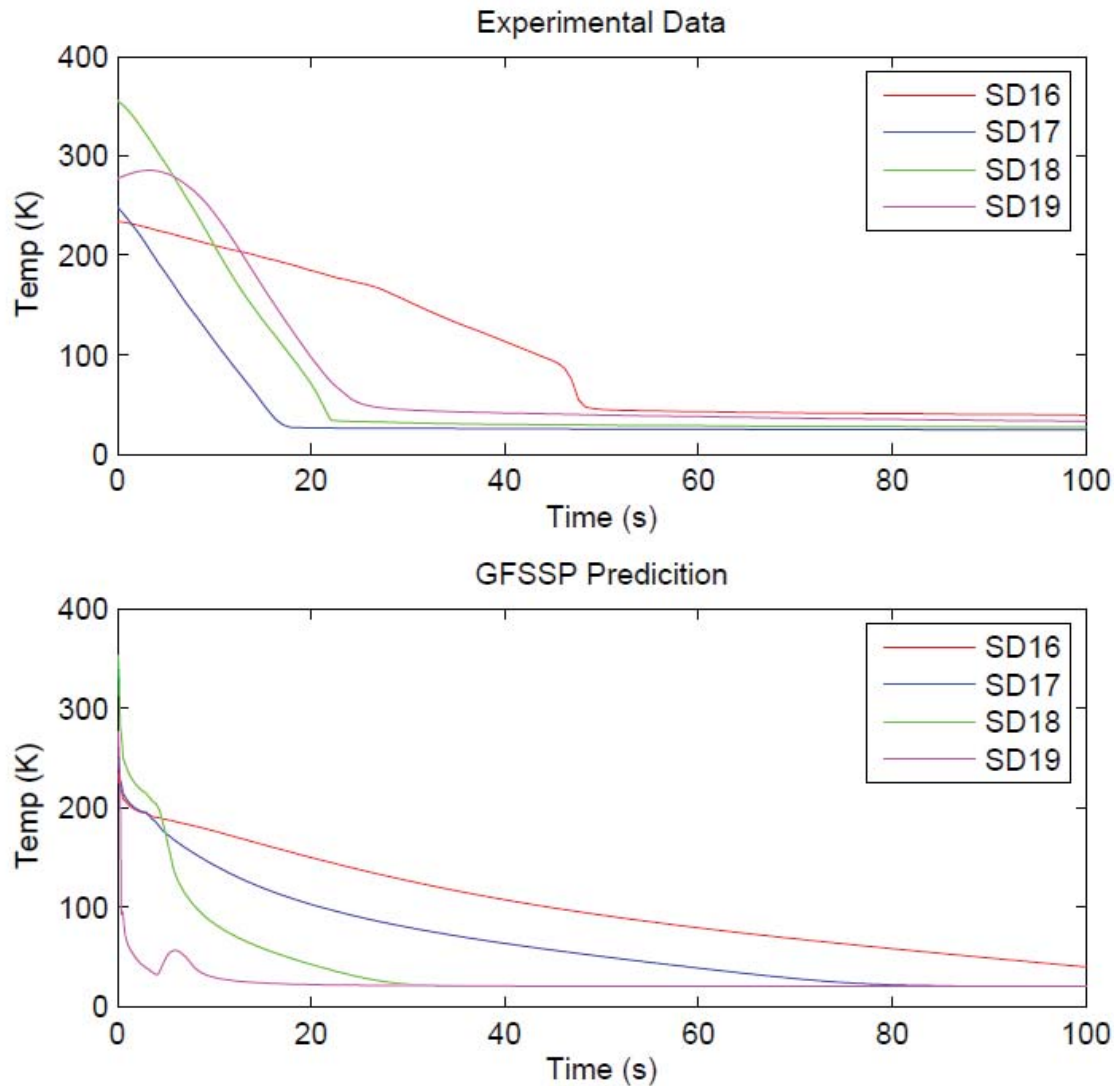 Experimental Data
400
300
200
100
0
Temp (K)
SD16
SD17
SD18
SD19
0 20 40 60 80 100
Time (s)
GFSSP Predicition
400
300
200
100
0
Temp (K)
SD16
SD17
SD18
SD19
0 20 40 60 80 100
Time (s)